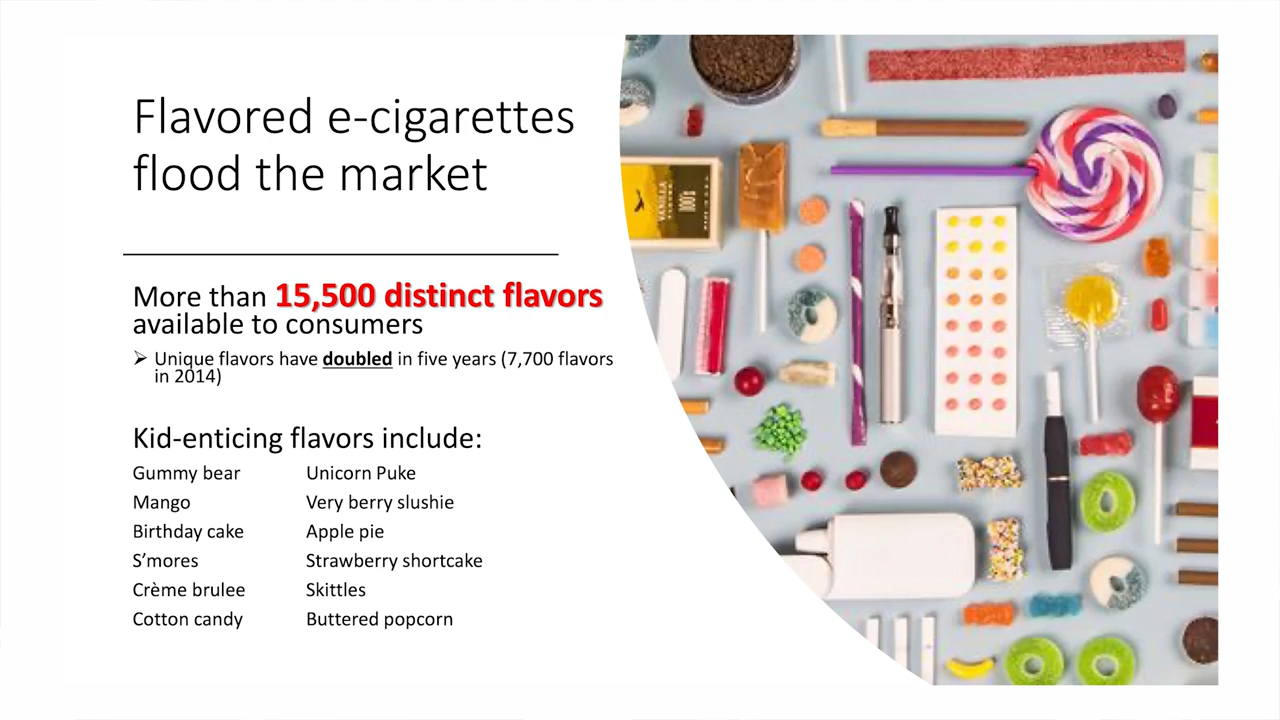 Flavored e-cigarettes
flood the market
More than 15,500 distinct flavors
available to consumers
➢ Unique flavors have doubled in five years (7,700 flavors
in 2014)
Kid-enticing flavors include:
Gummy bear Unicorn Puke
Mango Very berry slushie
Birthday cake Apple pie
S’mores Strawberry shortcake
Crème brulee Skittles
Cotton candy Buttered popcorn
VANILLA
100's